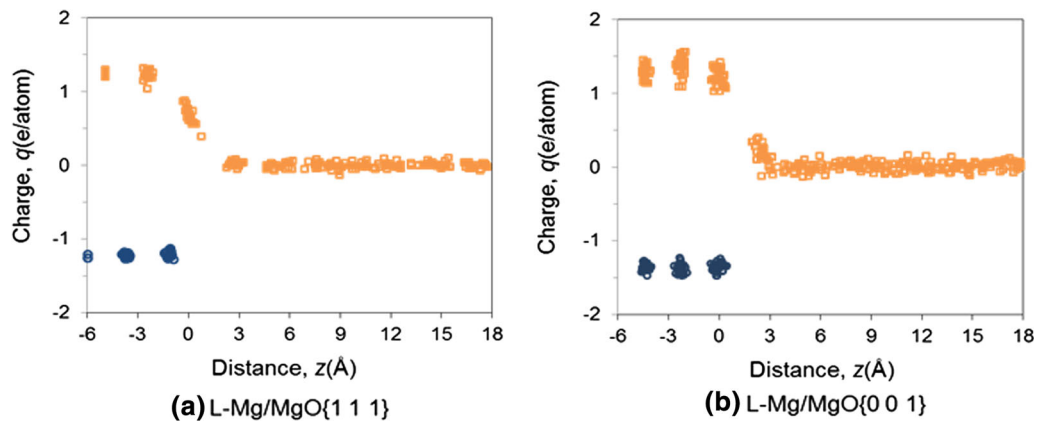 2
1
0
-1
-2
Charge, q(e/atom)
-6 -3 0 3 6 9 12 15 18
Distance, z(Å)
(a) L-Mg/MgO{1 1 1}
2
1
0
-1
-2
Charge, q(e/atom)
-6 -3 0 3 6 9 12 15 18
Distance, z(Å)
(b) L-Mg/MgO{0 0 1}